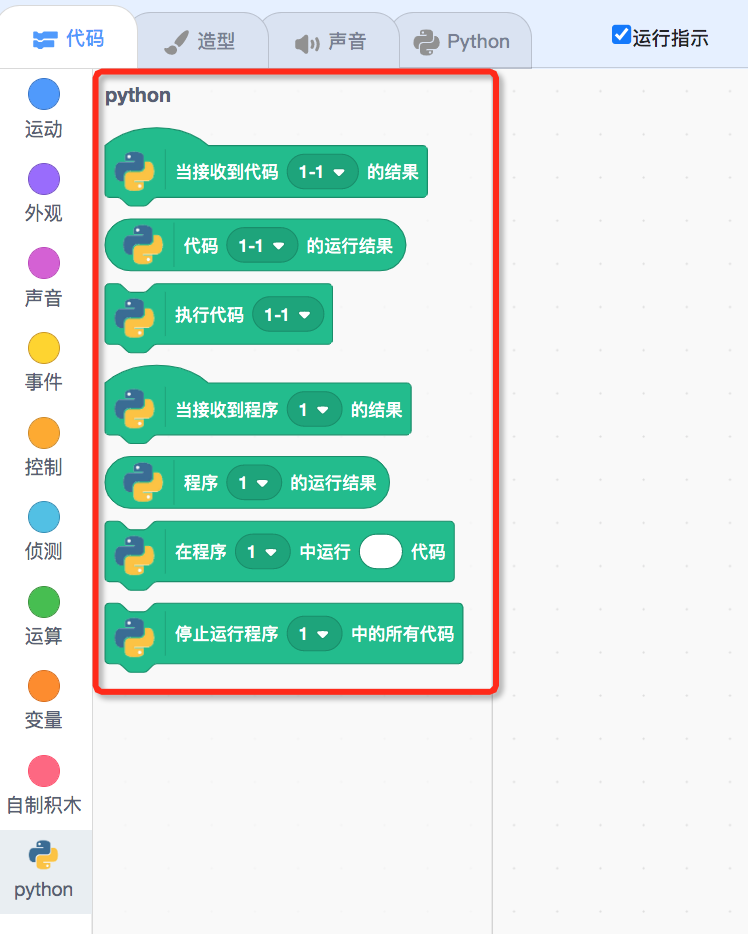 代码 造型 声音 Python 运行指示
运动
外观
声音
事件
控制
侦测
运算
变量
自制积木
python
python
当接收到代码 1-1 的结果
代码 1-1 的运行结果
执行代码 1-1
当接收到程序 1 的结果
程序 1 的运行结果
在程序 1 中运行 代码
停止运行程序 1 中的所有代码